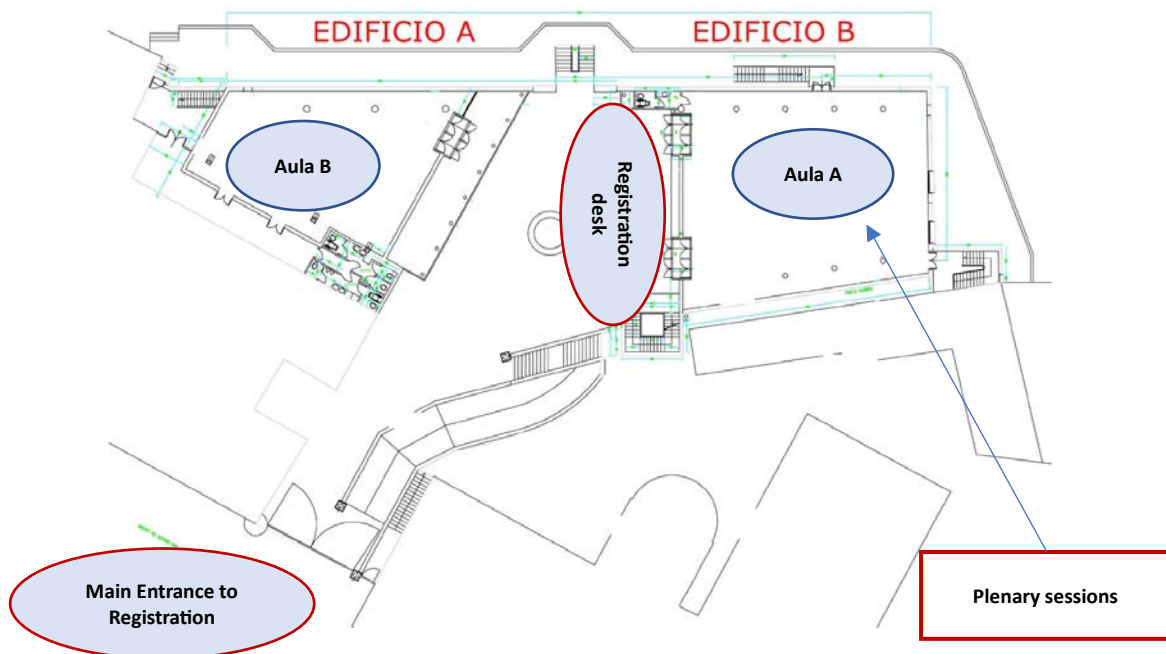 EDIFICIO A
EDIFICIO B
Aula B
Registration
desk
Aula A
Main Entrance to
Registration
Plenary sessions